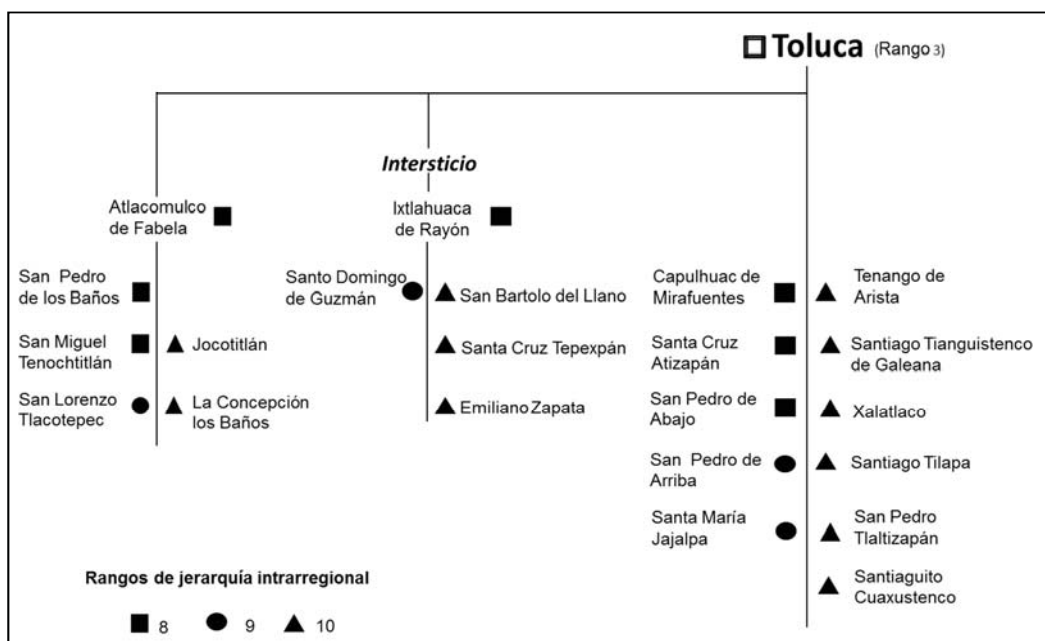 Toluca (Rango 3)
Intersticio
Atlacomulco
de Fabela
Ixtlahuaca
de Rayón
San Pedro
de los Baños
San Miguel
Tenochtitlán
Jocotitlán
San Lorenzo
Tlacotepec
La Concepción
los Baños
Santo Domingo
de Guzmán
San Bartolo del Llano
Santa Cruz Tepexpán
Emiliano Zapata
Capulhuac de
Mirafuentes
Tenango de
Arista
Santa Cruz
Atizapán
Santiago Tianguistenco
de Galeana
San Pedro de
Abajo
Xalatlaco
San Pedro de
Arriba
Santiago Tilapa
Santa María
Jajalpa
San Pedro
Tlaltizapán
Santiaguito
Cuaxustenco
Rangos de jerarquía intrarregional
8 9 10